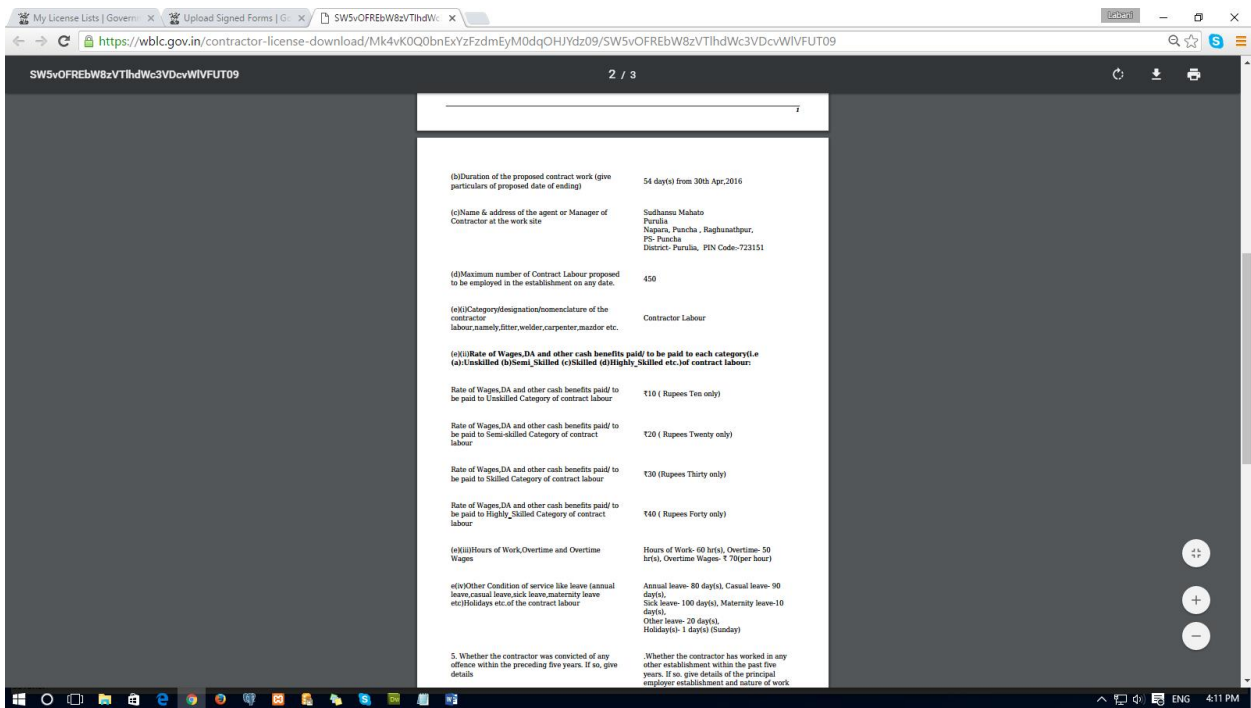 My License Lists | Govern
Upload Signed Forms | Go
SW5vOFREbW8zVTlhdWc
Labani
https://wblc.gov.in/contractor-license-download/Mk4vK0Q0bnExYzFzdmEyM0dqOHJYdz09/SW5vOFREbW8zVTlhdWc3VDcvWlVFUT09
SW5vOFREbW8zVTlhdWc3VDcvWlVFUT09
2 / 3
1
(b)Duration of the proposed contract work (give
particulars of proposed date of ending)
54 day(s) from 30th Apr,2016
(c)Name & address of the agent or Manager of
Contractor at the work site
Sudhansu Mahato
Purulia
Napara, Puncha , Raghunathpur,
PS- Puncha
District- Purulia, PIN Code:-723151
(d)Maximum number of Contract Labour proposed
to be employed in the establishment on any date.
450
(e)(i)Category/designation/nomenclature of the
contractor
labour,namely,fitter,welder,carpenter,mazdor etc.
Contractor Labour
(e)(ii)Rate of Wages,DA and other cash benefits paid/ to be paid to each category(i.e
(a):Unskilled (b)Semi_Skilled (c)Skilled (d)Highly_Skilled etc.)of contract labour:
Rate of Wages,DA and other cash benefits paid/ to
be paid to Unskilled Category of contract labour
₹10 ( Rupees Ten only)
Rate of Wages,DA and other cash benefits paid/ to
be paid to Semi-skilled Category of contract
labour
₹20 ( Rupees Twenty only)
Rate of Wages,DA and other cash benefits paid/ to
be paid to Skilled Category of contract labour
₹30 (Rupees Thirty only)
Rate of Wages,DA and other cash benefits paid/ to
be paid to Highly_Skilled Category of contract
labour
₹40 ( Rupees Forty only)
(e)(iii)Hours of Work,Overtime and Overtime
Wages
Hours of Work- 60 hr(s), Overtime- 50
hr(s), Overtime Wages- ₹ 70(per hour)
e(iv)Other Condition of service like leave (annual
leave,casual leave,sick leave,maternity leave
etc)Holidays etc.of the contract labour
Annual leave- 80 day(s), Casual leave- 90
day(s),
Sick leave- 100 day(s), Maternity leave-10
day(s),
Other leave- 20 day(s),
Holiday(s)- 1 day(s) (Sunday)
5. Whether the contractor was convicted of any
offence within the preceding five years. If so, give
details
.Whether the contractor has worked in any
other establishment within the past five
years. If so. give details of the principal
employer establishment and nature of work
ENG
4:11 PM